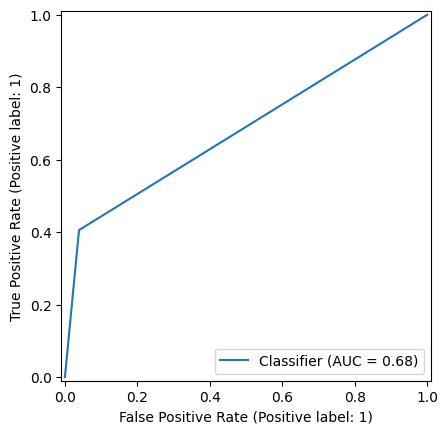 1.0
0.8
0.6
0.4
0.2
0.0
True Positive Rate (Positive label: 1)
Classifier (AUC = 0.68)
0.0 0.2 0.4 0.6 0.8 1.0
False Positive Rate (Positive label: 1)